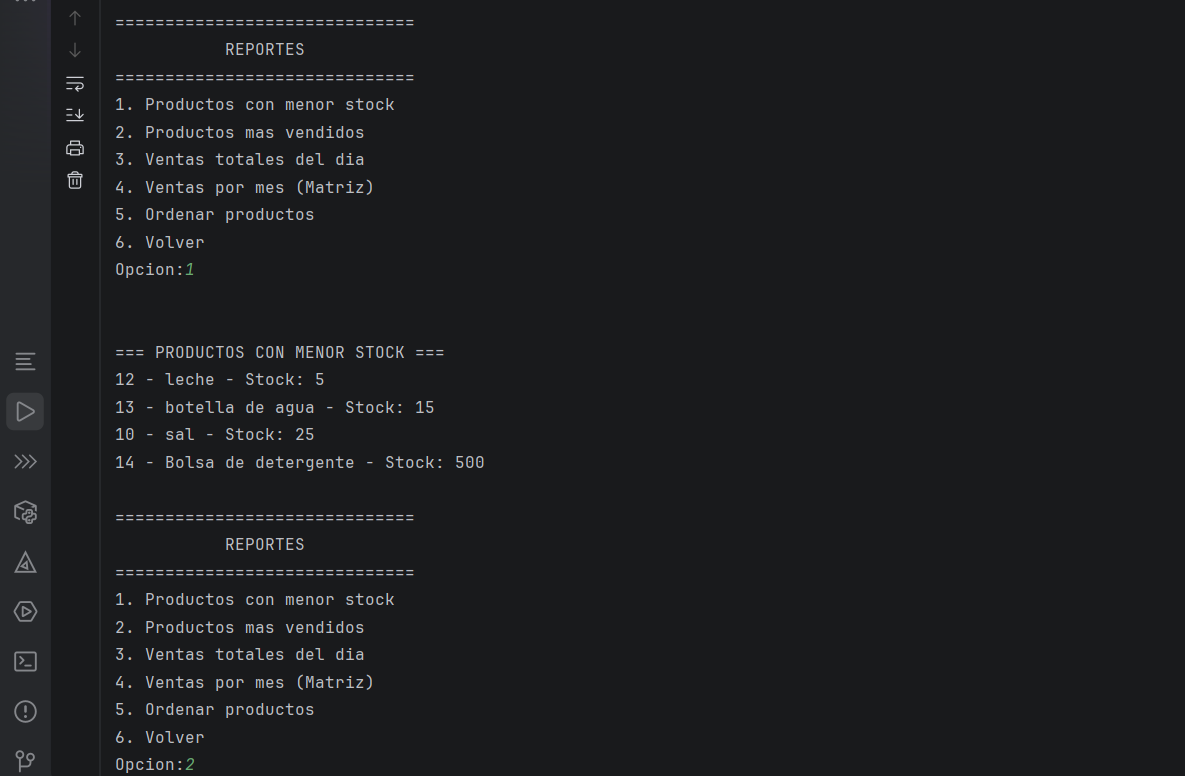 ==============================
REPORTES
==============================
1. Productos con menor stock
2. Productos mas vendidos
3. Ventas totales del dia
4. Ventas por mes (Matriz)
5. Ordenar productos
6. Volver
Opcion:1
=== PRODUCTOS CON MENOR STOCK ===
12 - leche - Stock: 5
13 - botella de agua - Stock: 15
10 - sal - Stock: 25
14 - Bolsa de detergente - Stock: 500
==============================
REPORTES
==============================
1. Productos con menor stock
2. Productos mas vendidos
3. Ventas totales del dia
4. Ventas por mes (Matriz)
5. Ordenar productos
6. Volver
Opcion:2